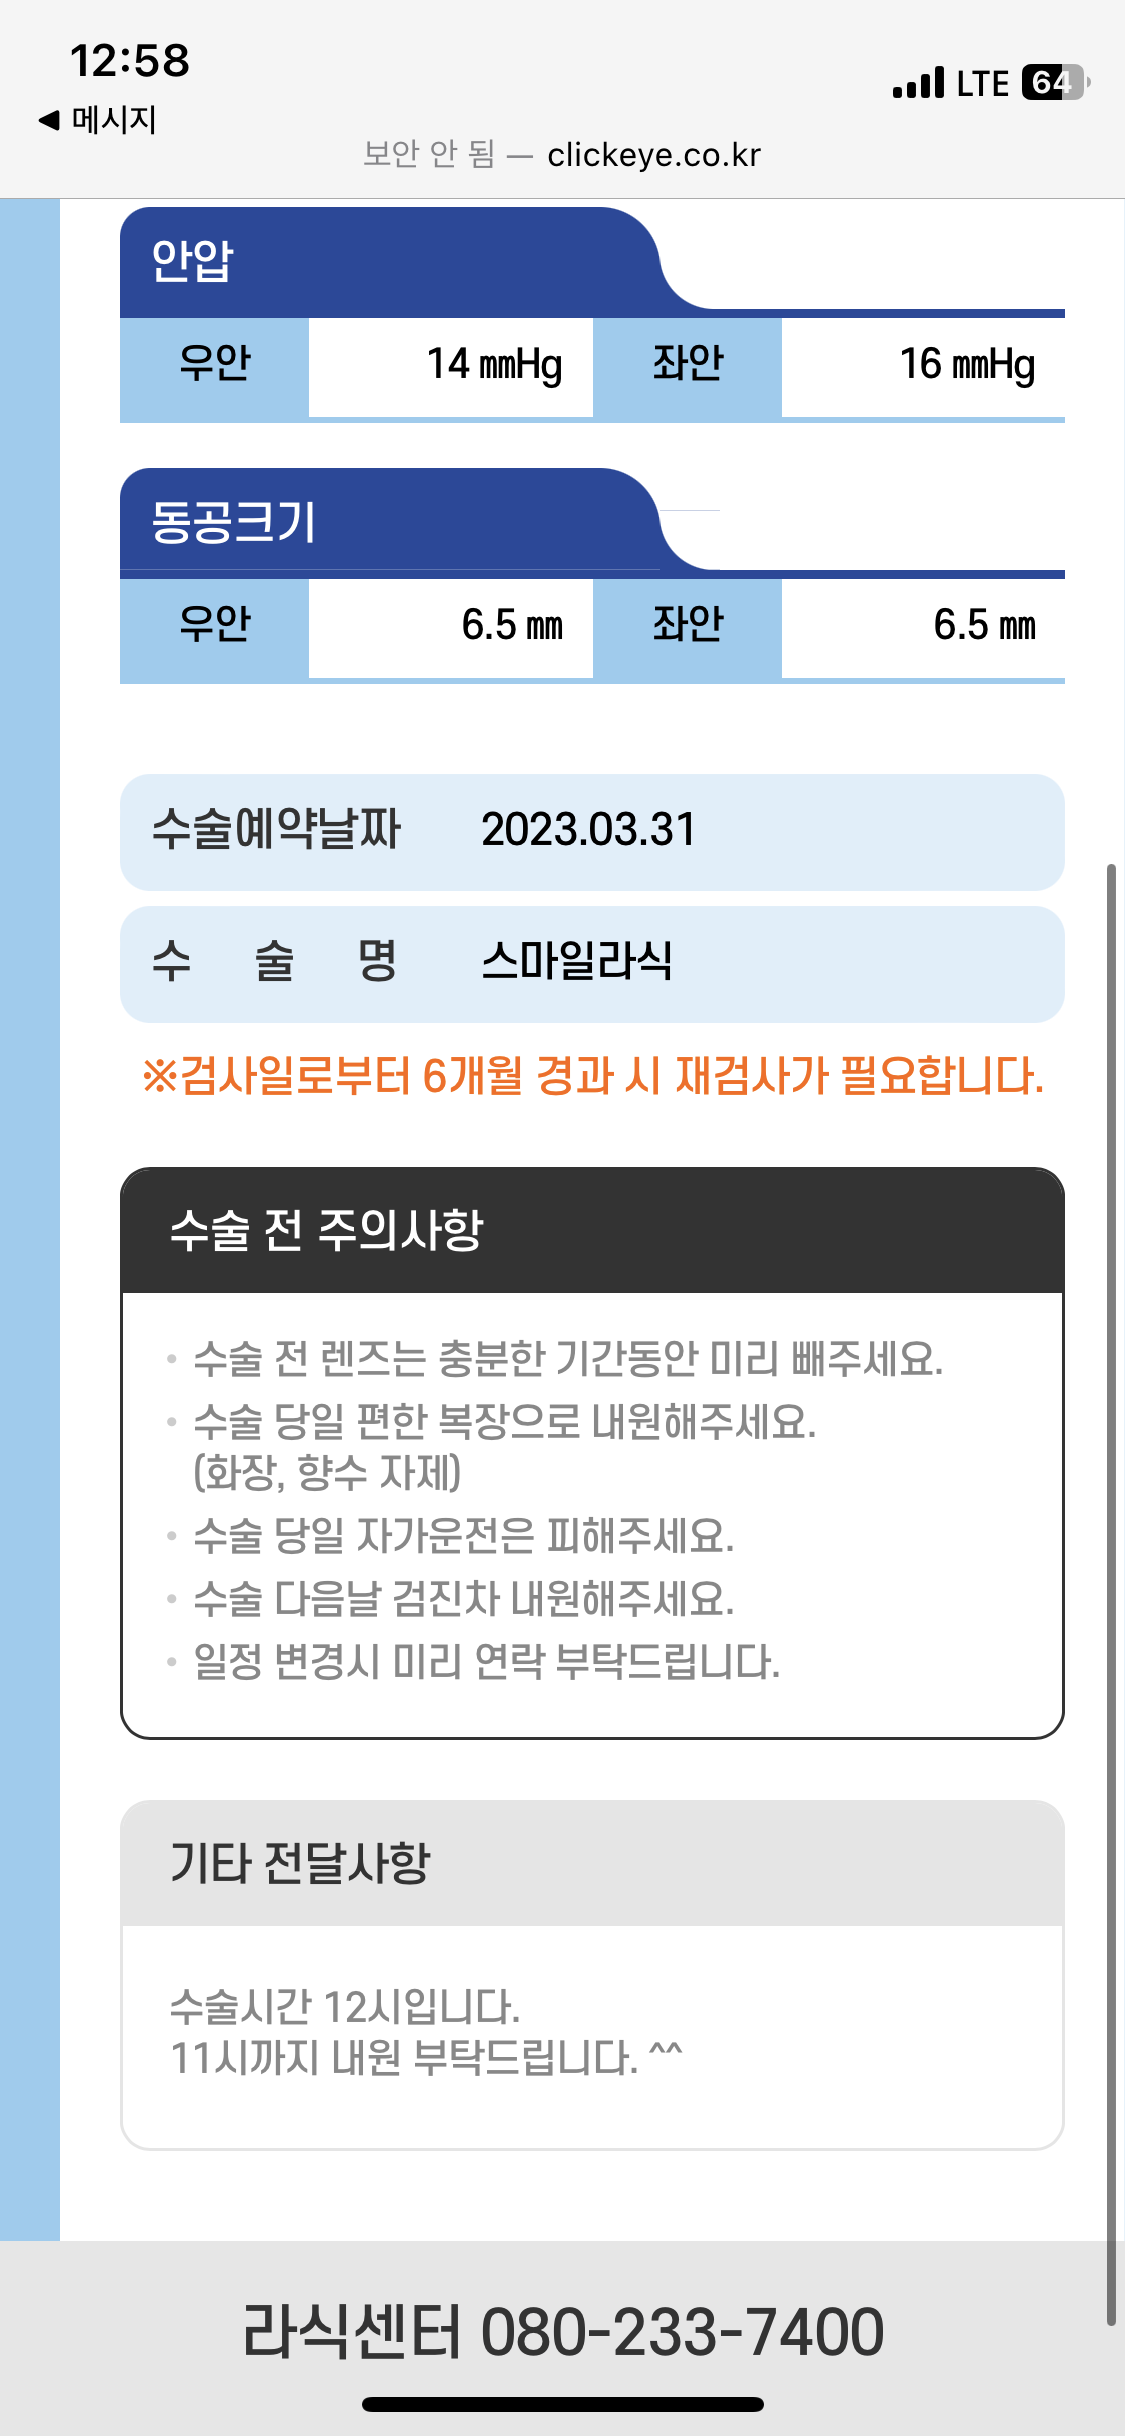 12:58
LTE 64
◀ 메시지
보안 안 됨 — clickeye.co.kr
안압
우안 14 ㎜Hg 좌안 16 ㎜Hg
동공크기
우안 6.5 ㎜ 좌안 6.5 ㎜
수술예약날짜 2023.03.31
수 술 명 스마일라식
※검사일로부터 6개월 경과 시 재검사가 필요합니다.
수술 전 주의사항
• 수술 전 렌즈는 충분한 기간동안 미리 빼주세요.
• 수술 당일 편한 복장으로 내원해주세요.
(화장, 향수 자제)
• 수술 당일 자가운전은 피해주세요.
• 수술 다음날 검진차 내원해주세요.
• 일정 변경시 미리 연락 부탁드립니다.
기타 전달사항
수술시간 12시입니다.
11시까지 내원 부탁드립니다. ^^
라식센터 080-233-7400